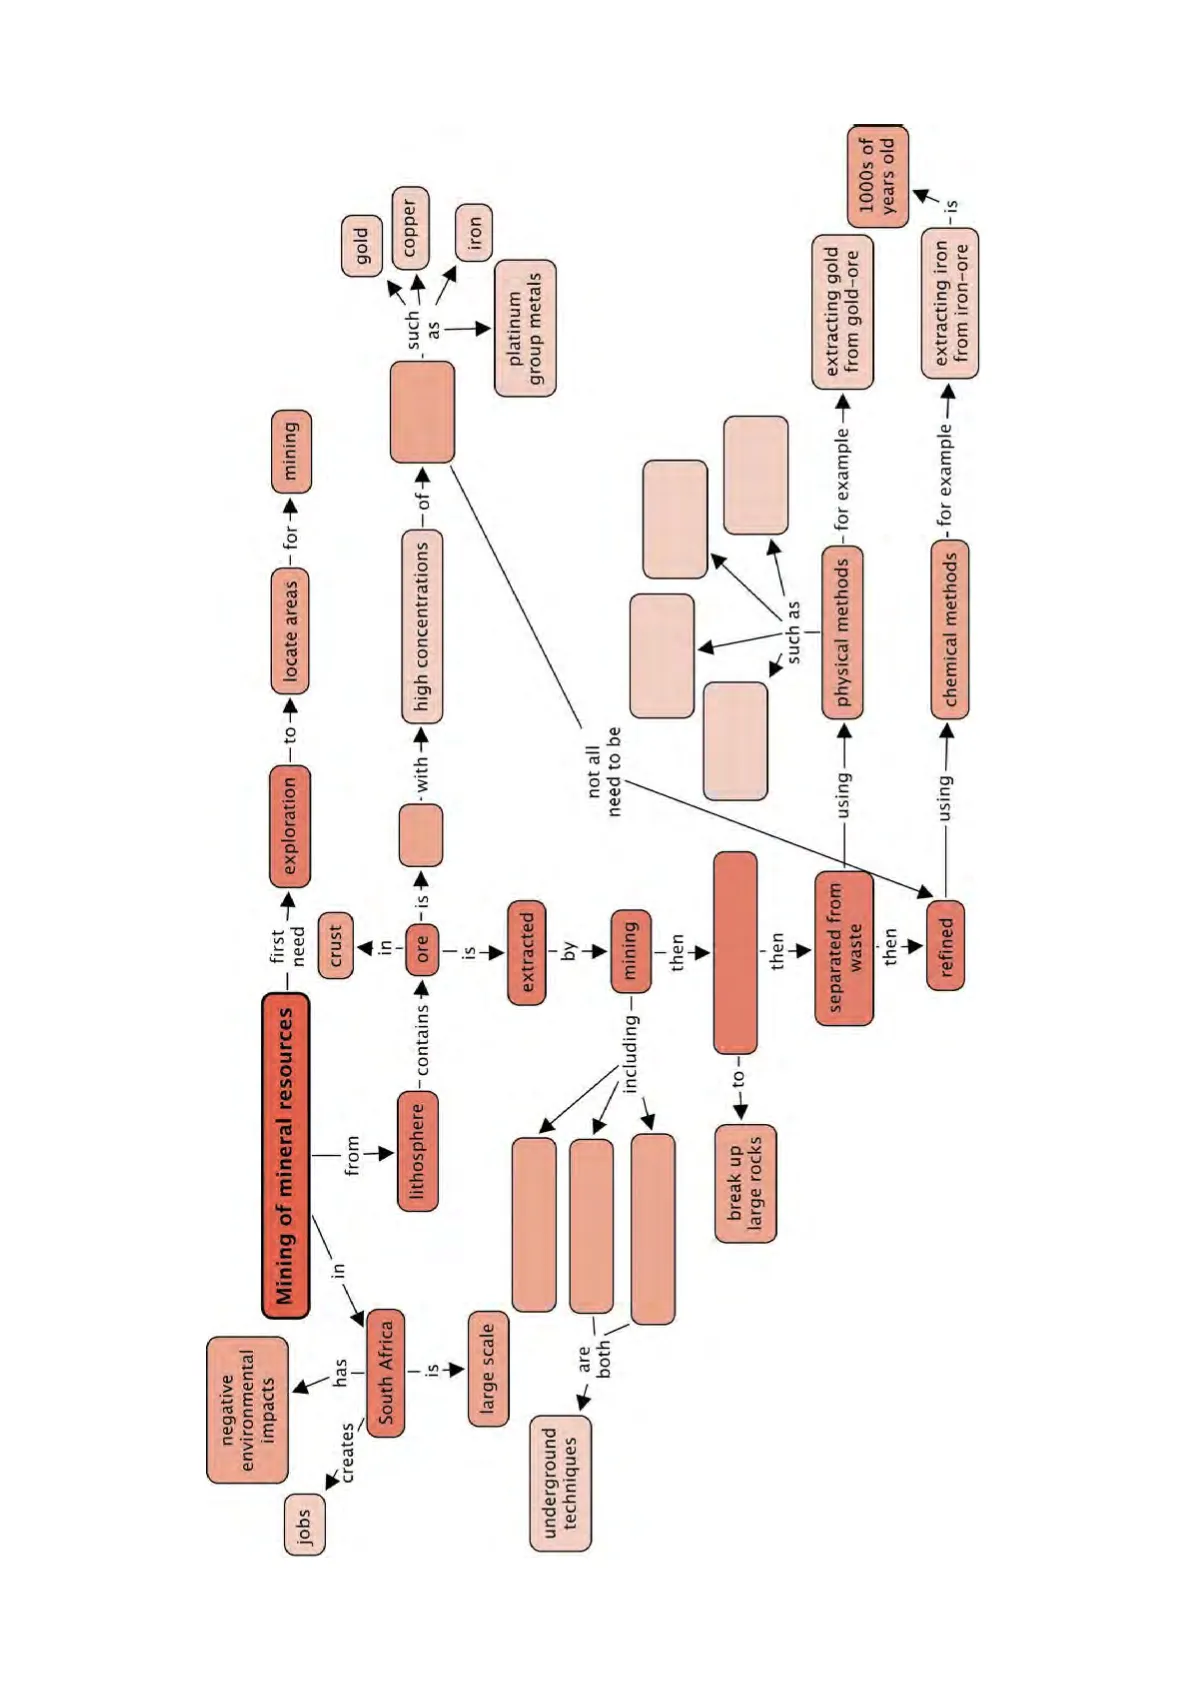 Mining of mineral resources
first
need
exploration
to
locate areas
for
mining
in
South Africa
has
negative
environmental
impacts
creates
jobs
is
large scale
from
lithosphere
contains
ore
in
crust
is
with
high concentrations
of
such
as
gold
copper
iron
platinum
group metals
not all
need to be
is
extracted
by
mining
including
are
both
underground
techniques
then
to
break up
large rocks
then
separated from
waste
using
physical methods
such as
for example
extracting gold
from gold-ore
then
refined
using
chemical methods
for example
extracting iron
from iron-ore
is
1000s of
years old